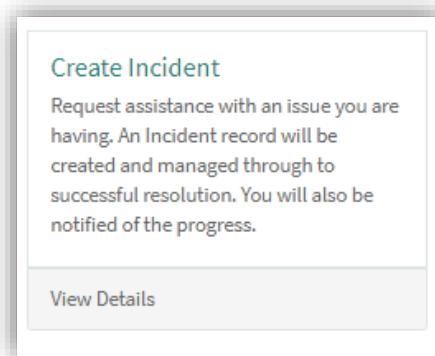 Create Incident
Request assistance with an issue you are
having. An Incident record will be
created and managed through to
successful resolution. You will also be
notified of the progress.
View Details